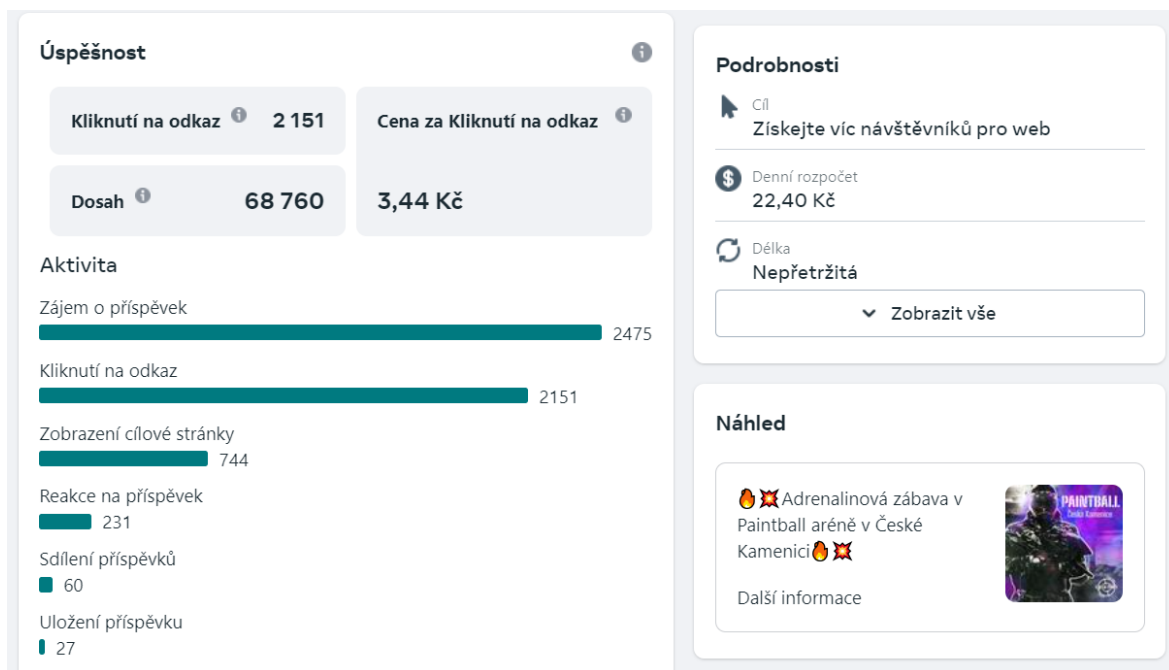 Úspěšnost
Kliknutí na odkaz 2 151
Cena za Kliknutí na odkaz
Dosah 68 760
3,44 Kč
Aktivita
Zájem o příspěvek
2475
Kliknutí na odkaz
2151
Zobrazení cílové stránky
744
Reakce na příspěvek
231
Sdílení příspěvků
60
Uložení příspěvku
27
Podrobnosti
Cíl
Získejte víc návštěvníků pro web
Denní rozpočet
22,40 Kč
Délka
Nepřetržitá
Zobrazit vše
Náhled
🔥💥Adrenalinová zábava v
Paintball aréně v České
Kamenici🔥💥
Další informace
PAINTBALL
Česká Kamenice